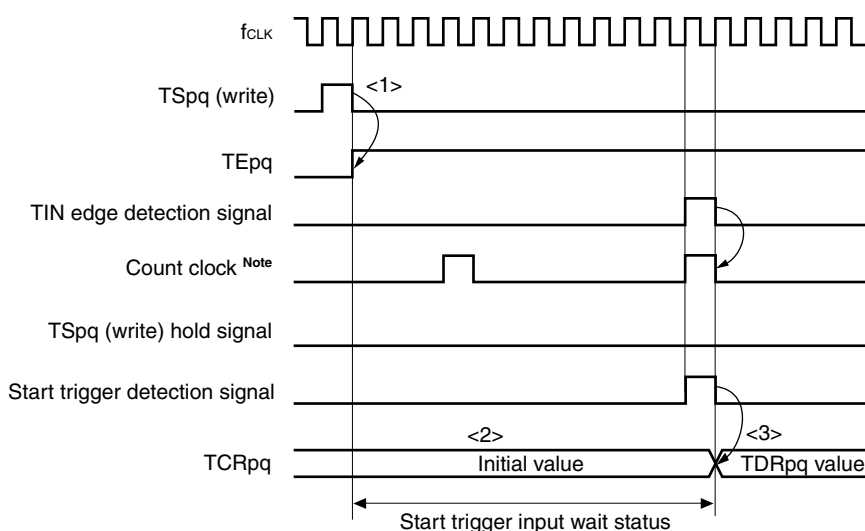 fCLK
TSpq (write)
<1>
TEpq
TIN edge detection signal
Count clock Note
TSpq (write) hold signal
Start trigger detection signal
<2>
<3>
TCRpq
Initial value
TDRpq value
Start trigger input wait status